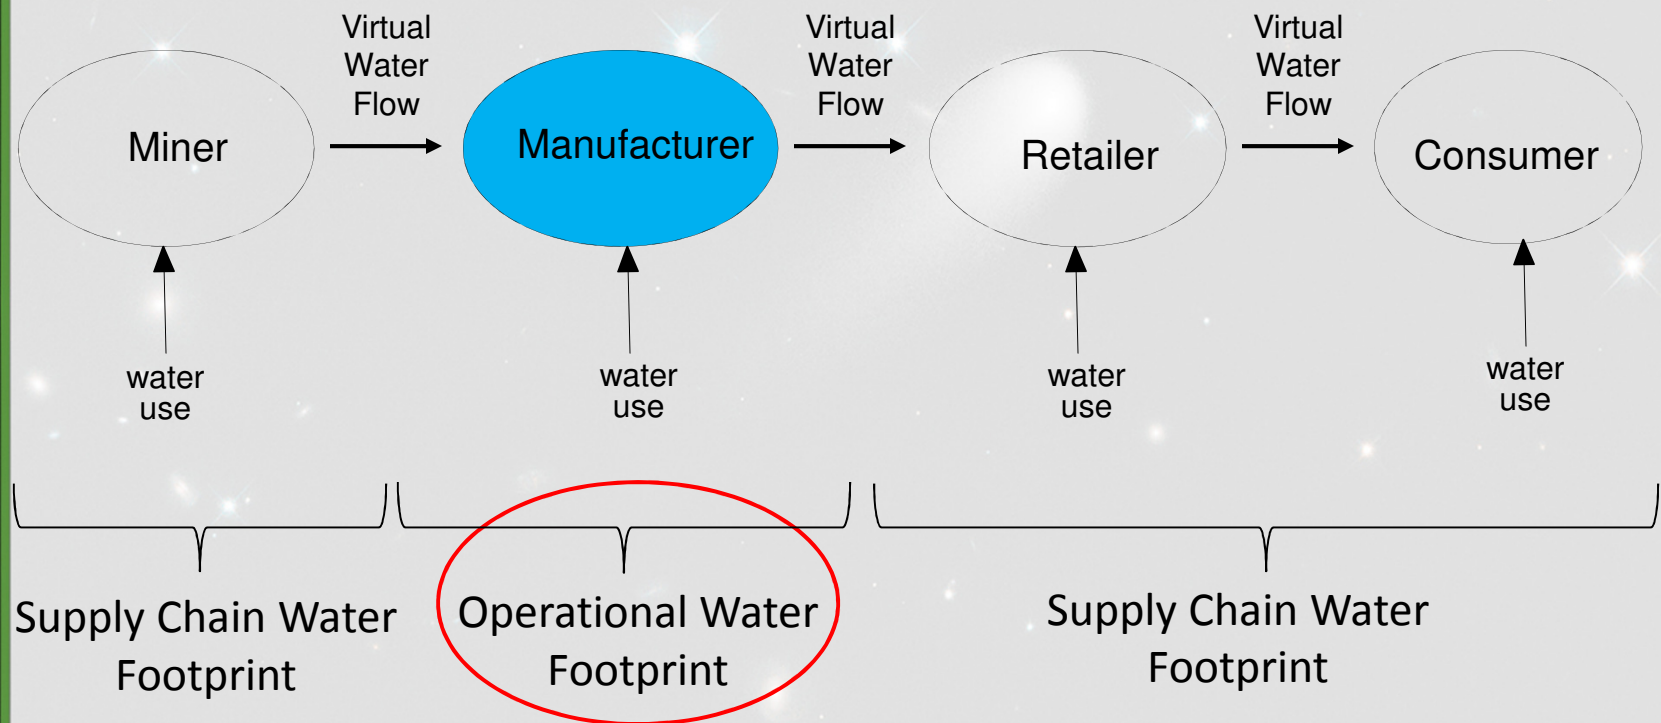 Virtual
Water
Flow
Virtual
Water
Flow
Virtual
Water
Flow
Miner
Manufacturer
Retailer
Consumer
water
use
water
use
water
use
water
use
Supply Chain Water
Footprint
Operational Water
Footprint
Supply Chain Water
Footprint